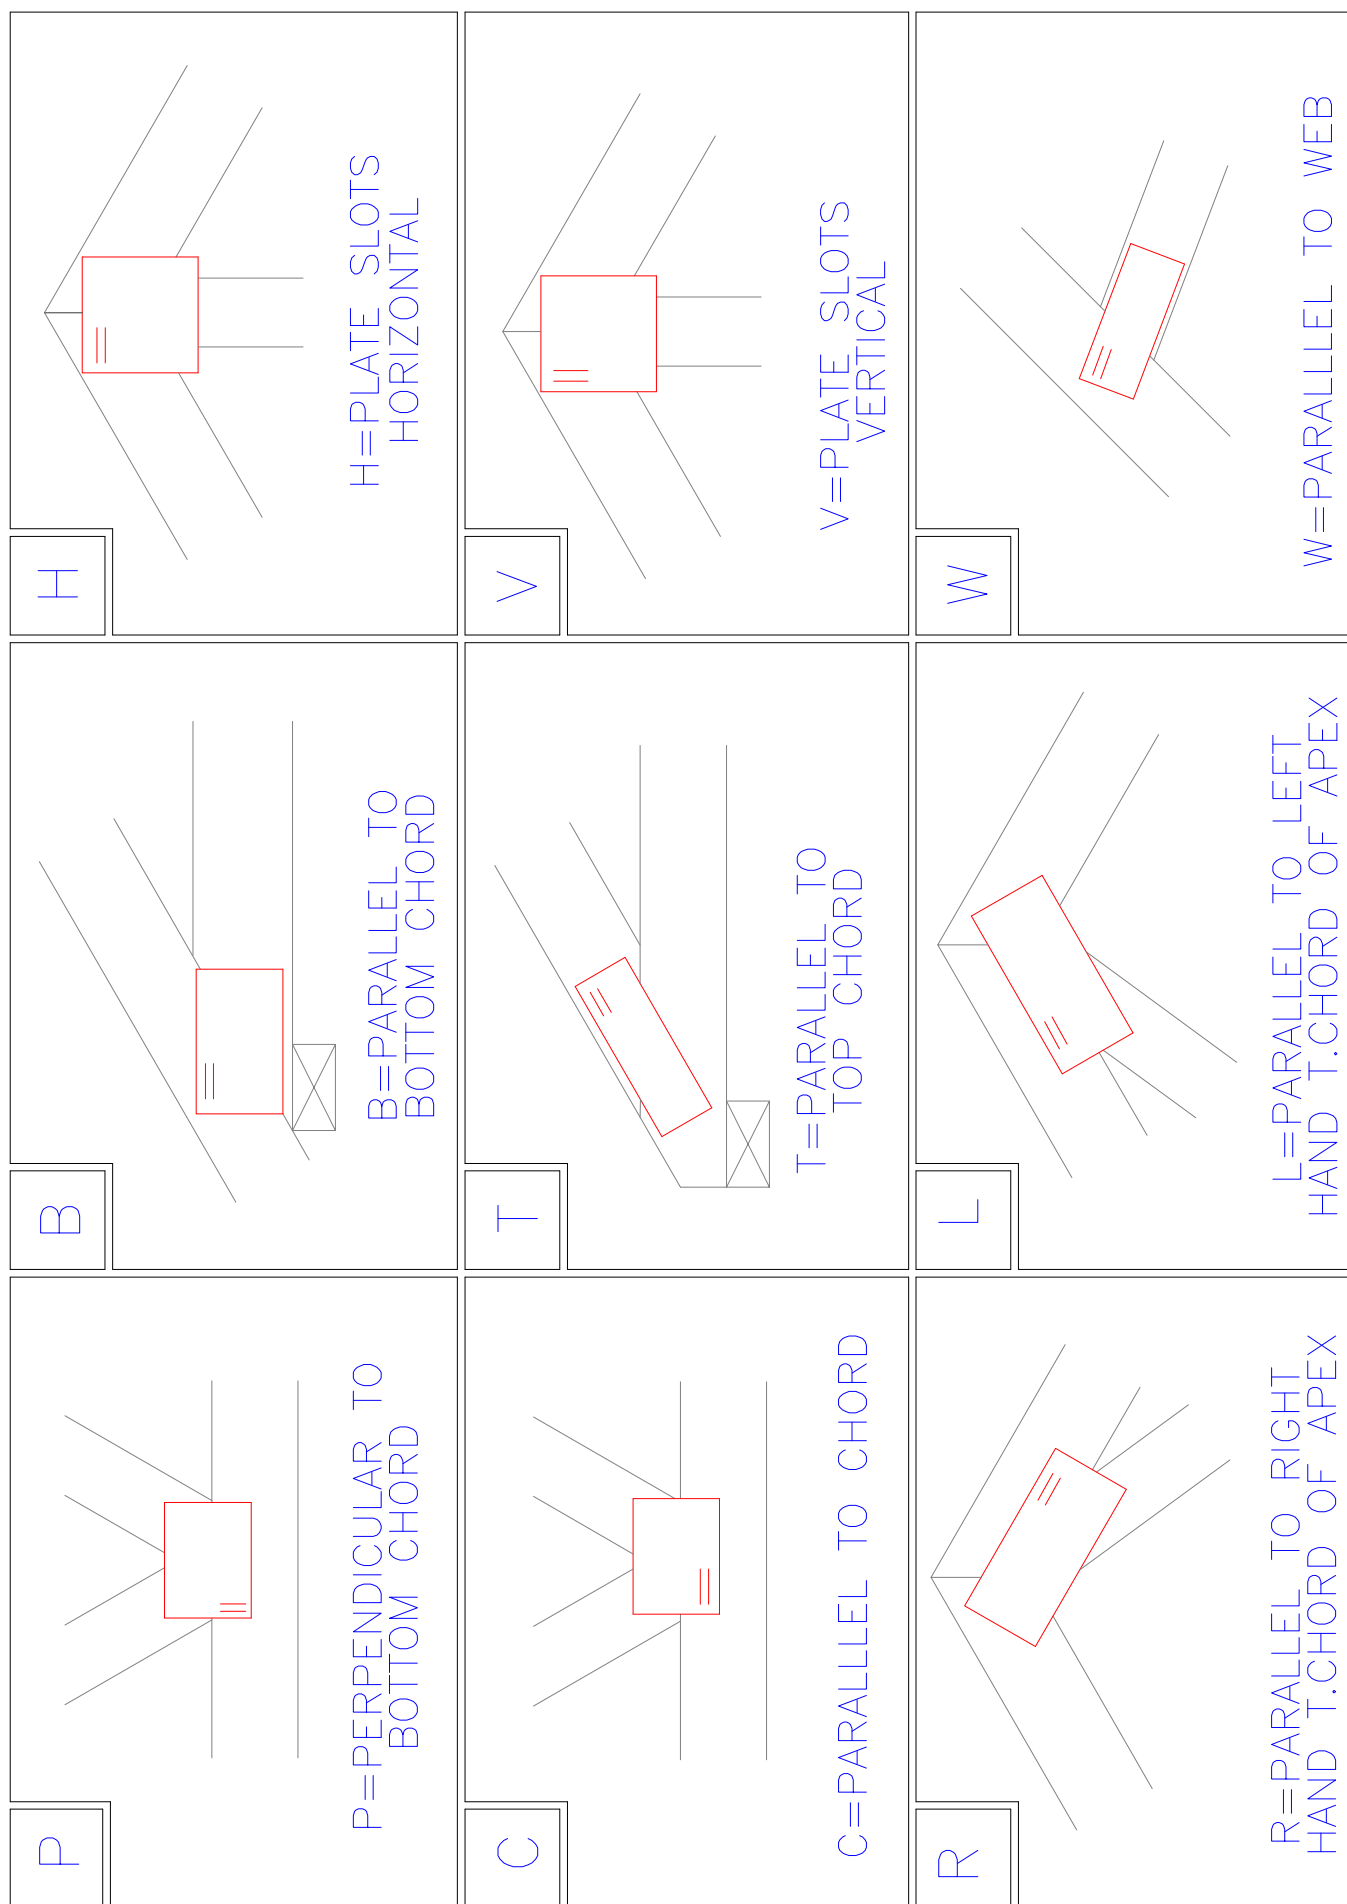 P
P=PERPENDICULAR TO
BOTTOM CHORD
B
B=PARALLEL TO
BOTTOM CHORD
H
H=PLATE SLOTS
HORIZONTAL
C
C=PARALLLEL TO CHORD
T
T=PARALLEL TO
TOP CHORD
V
V=PLATE SLOTS
VERTICAL
R
R=PARALLEL TO RIGHT
HAND T.CHORD OF APEX
L
L=PARALLEL TO LEFT
HAND T.CHORD OF APEX
W
W=PARALLLEL TO WEB